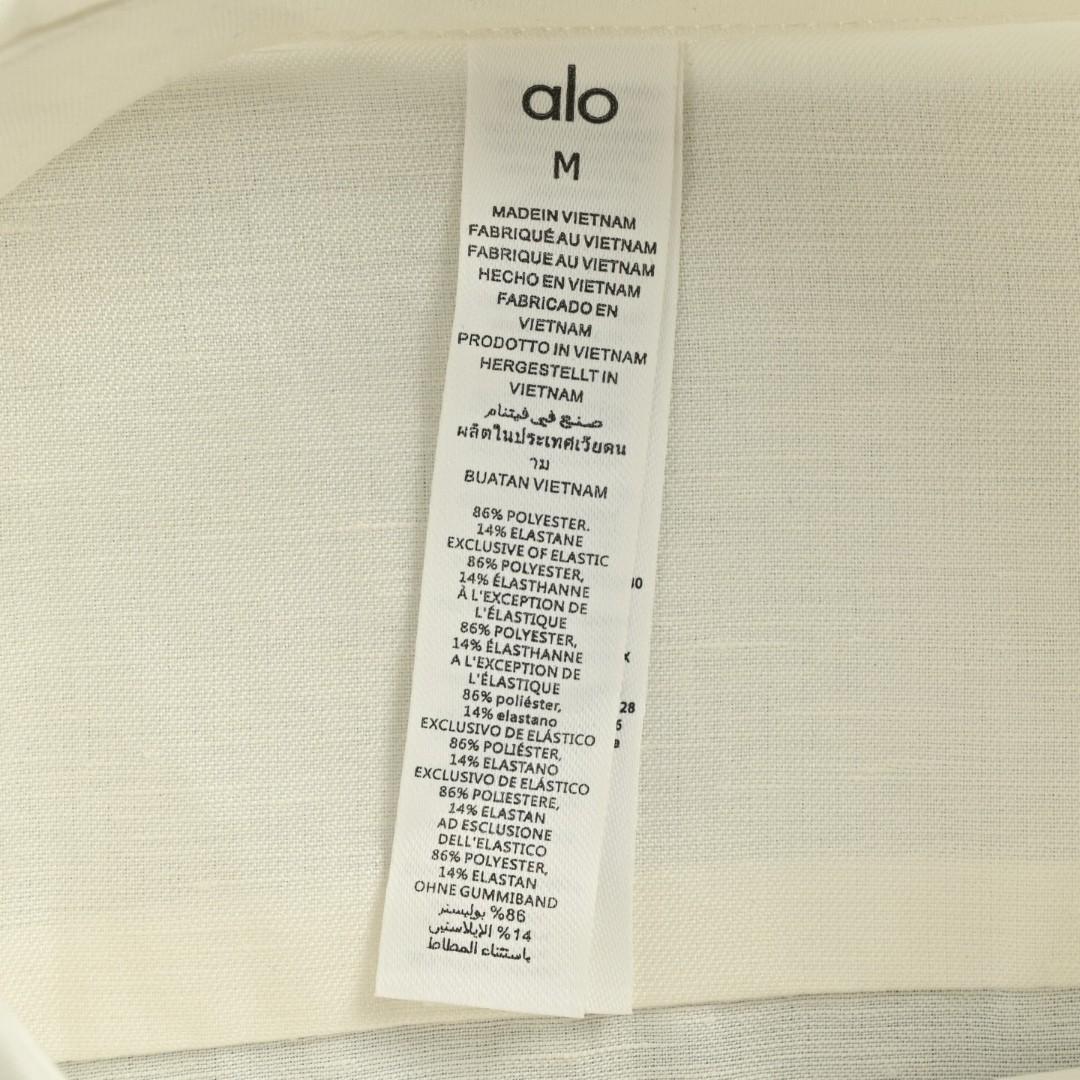 alo
M
MADEIN VIETNAM
FABRIQUÉ AU VIETNAM
FABRIQUE AU VIETNAM
HECHO EN VIETNAM
FABRICADO EN
VIETNAM
PRODOTTO IN VIETNAM
HERGESTELLT IN
VIETNAM
صنع في فيتنام
ผลิตในประเทศเวียดน
าม
BUATAN VIETNAM
86% POLYESTER.
14% ELASTANE
EXCLUSIVE OF ELASTIC
86% POLYESTER,
14% ÉLASTHANNE
À L'EXCEPTION DE
L'ÉLASTIQUE
86% POLYESTER,
14% ÉLASTHANNE
A L'EXCEPTION DE
L'ÉLASTIQUE
86% poliéster,
14% elastano
EXCLUSIVO DE ELÁSTICO
86% POLIÉSTER,
14% ELASTANO
EXCLUSIVO DE ELÁSTICO
86% POLIESTERE,
14% ELASTAN
AD ESCLUSIONE
DELL'ELASTICO
86% POLYESTER,
14% ELASTAN
OHNE GUMMIBAND
86% بوليستر
14% الإيلاستين
باستثناء المطاط